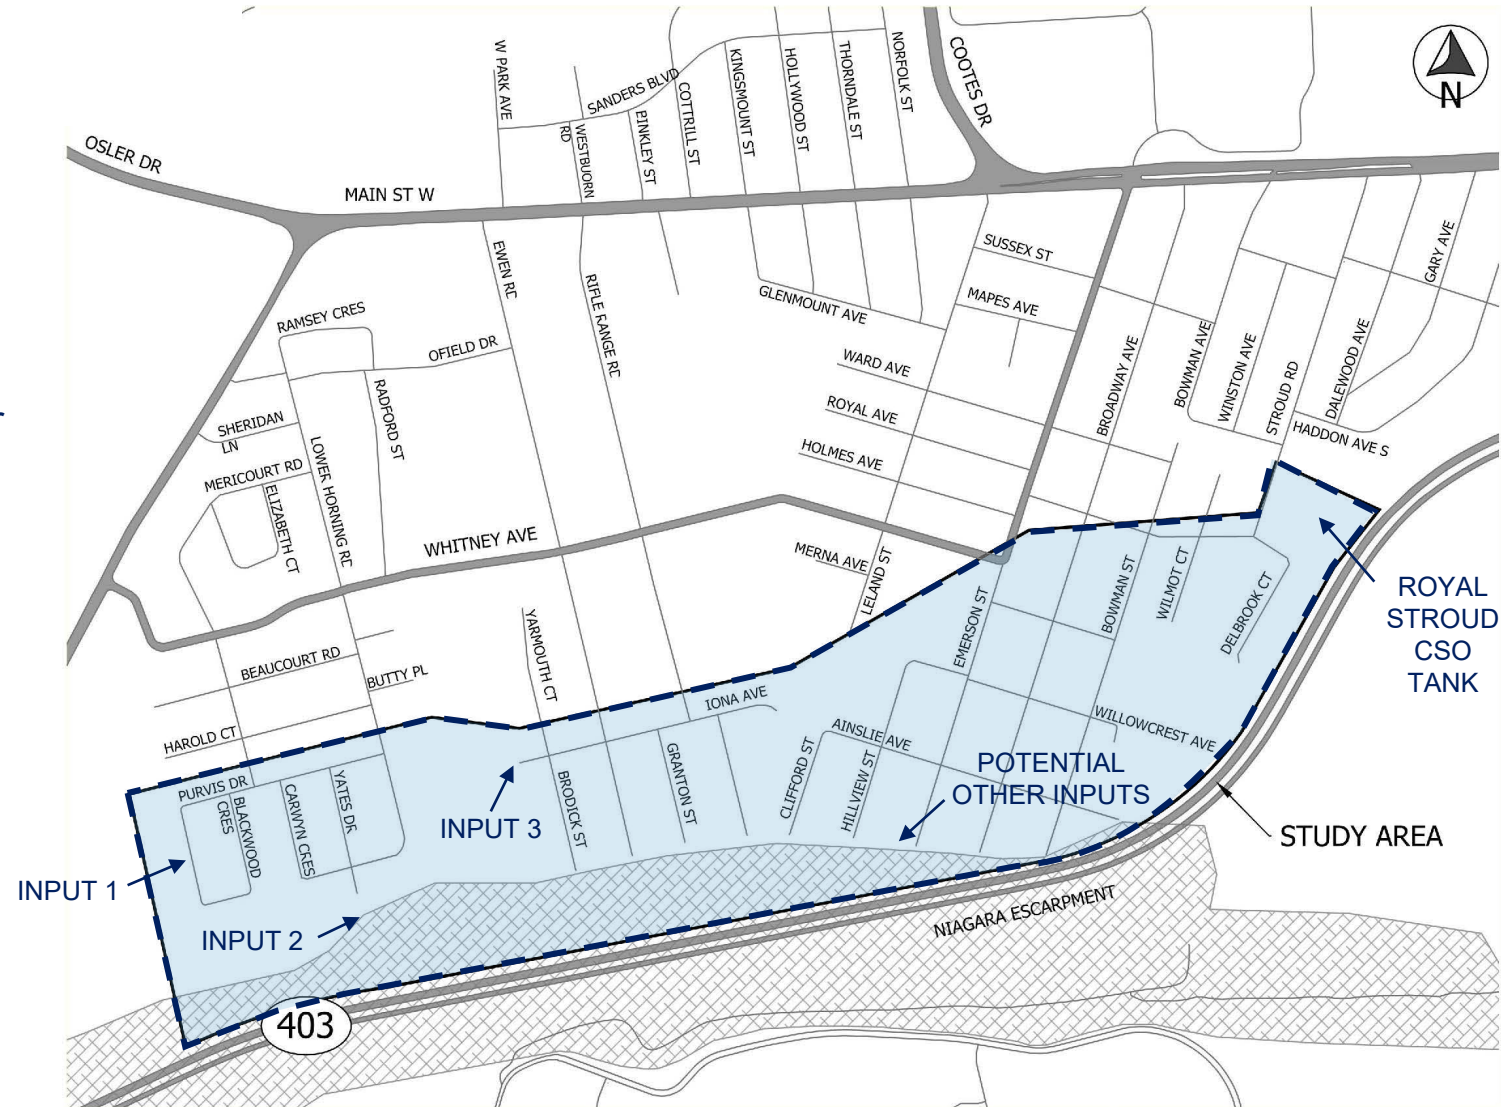 W PARK AVE
SANDERS BLVD
WESTBUORN
RD
PINKLEY ST
COTTRILL ST
KINGSMOUNT ST
HOLLYWOOD ST
THORNDALE ST
NORFOLK ST
COOTES DR
N
OSLER DR
MAIN ST W
EWEN RD
RIFLE RANGE RD
SUSSEX ST
MAPES AVE
GLENMOUNT AVE
GARY AVE
RAMSEY CRES
OFIELD DR
RADFORD ST
WARD AVE
ROYAL AVE
HOLMES AVE
BROADWAY AVE
BOWMAN AVE
WINSTON AVE
STROUD RD
DALEWOOD AVE
HADDON AVE S
SHERIDAN
LN
MERICOURT RD
ELIZABETH CT
LOWER HORNING RD
WHITNEY AVE
MERNA AVE
LELAND ST
EMERSON ST
BOWMAN ST
WILMOT CT
DELBROOK CT
ROYAL
STROUD
CSO
TANK
BEAUCOURT RD
BUTTY PL
YARMOUTH CT
HAROLD CT
IONA AVE
PURVIS DR
BLACKWOOD
CRES
CARWYN CRES
YATES DR
BRODICK ST
GRANTON ST
CLIFFORD ST
AINSLIE AVE
HILLVIEW ST
WILLOWCREST AVE
POTENTIAL
OTHER INPUTS
INPUT 3
INPUT 1
INPUT 2
STUDY AREA
NIAGARA ESCARPMENT
403